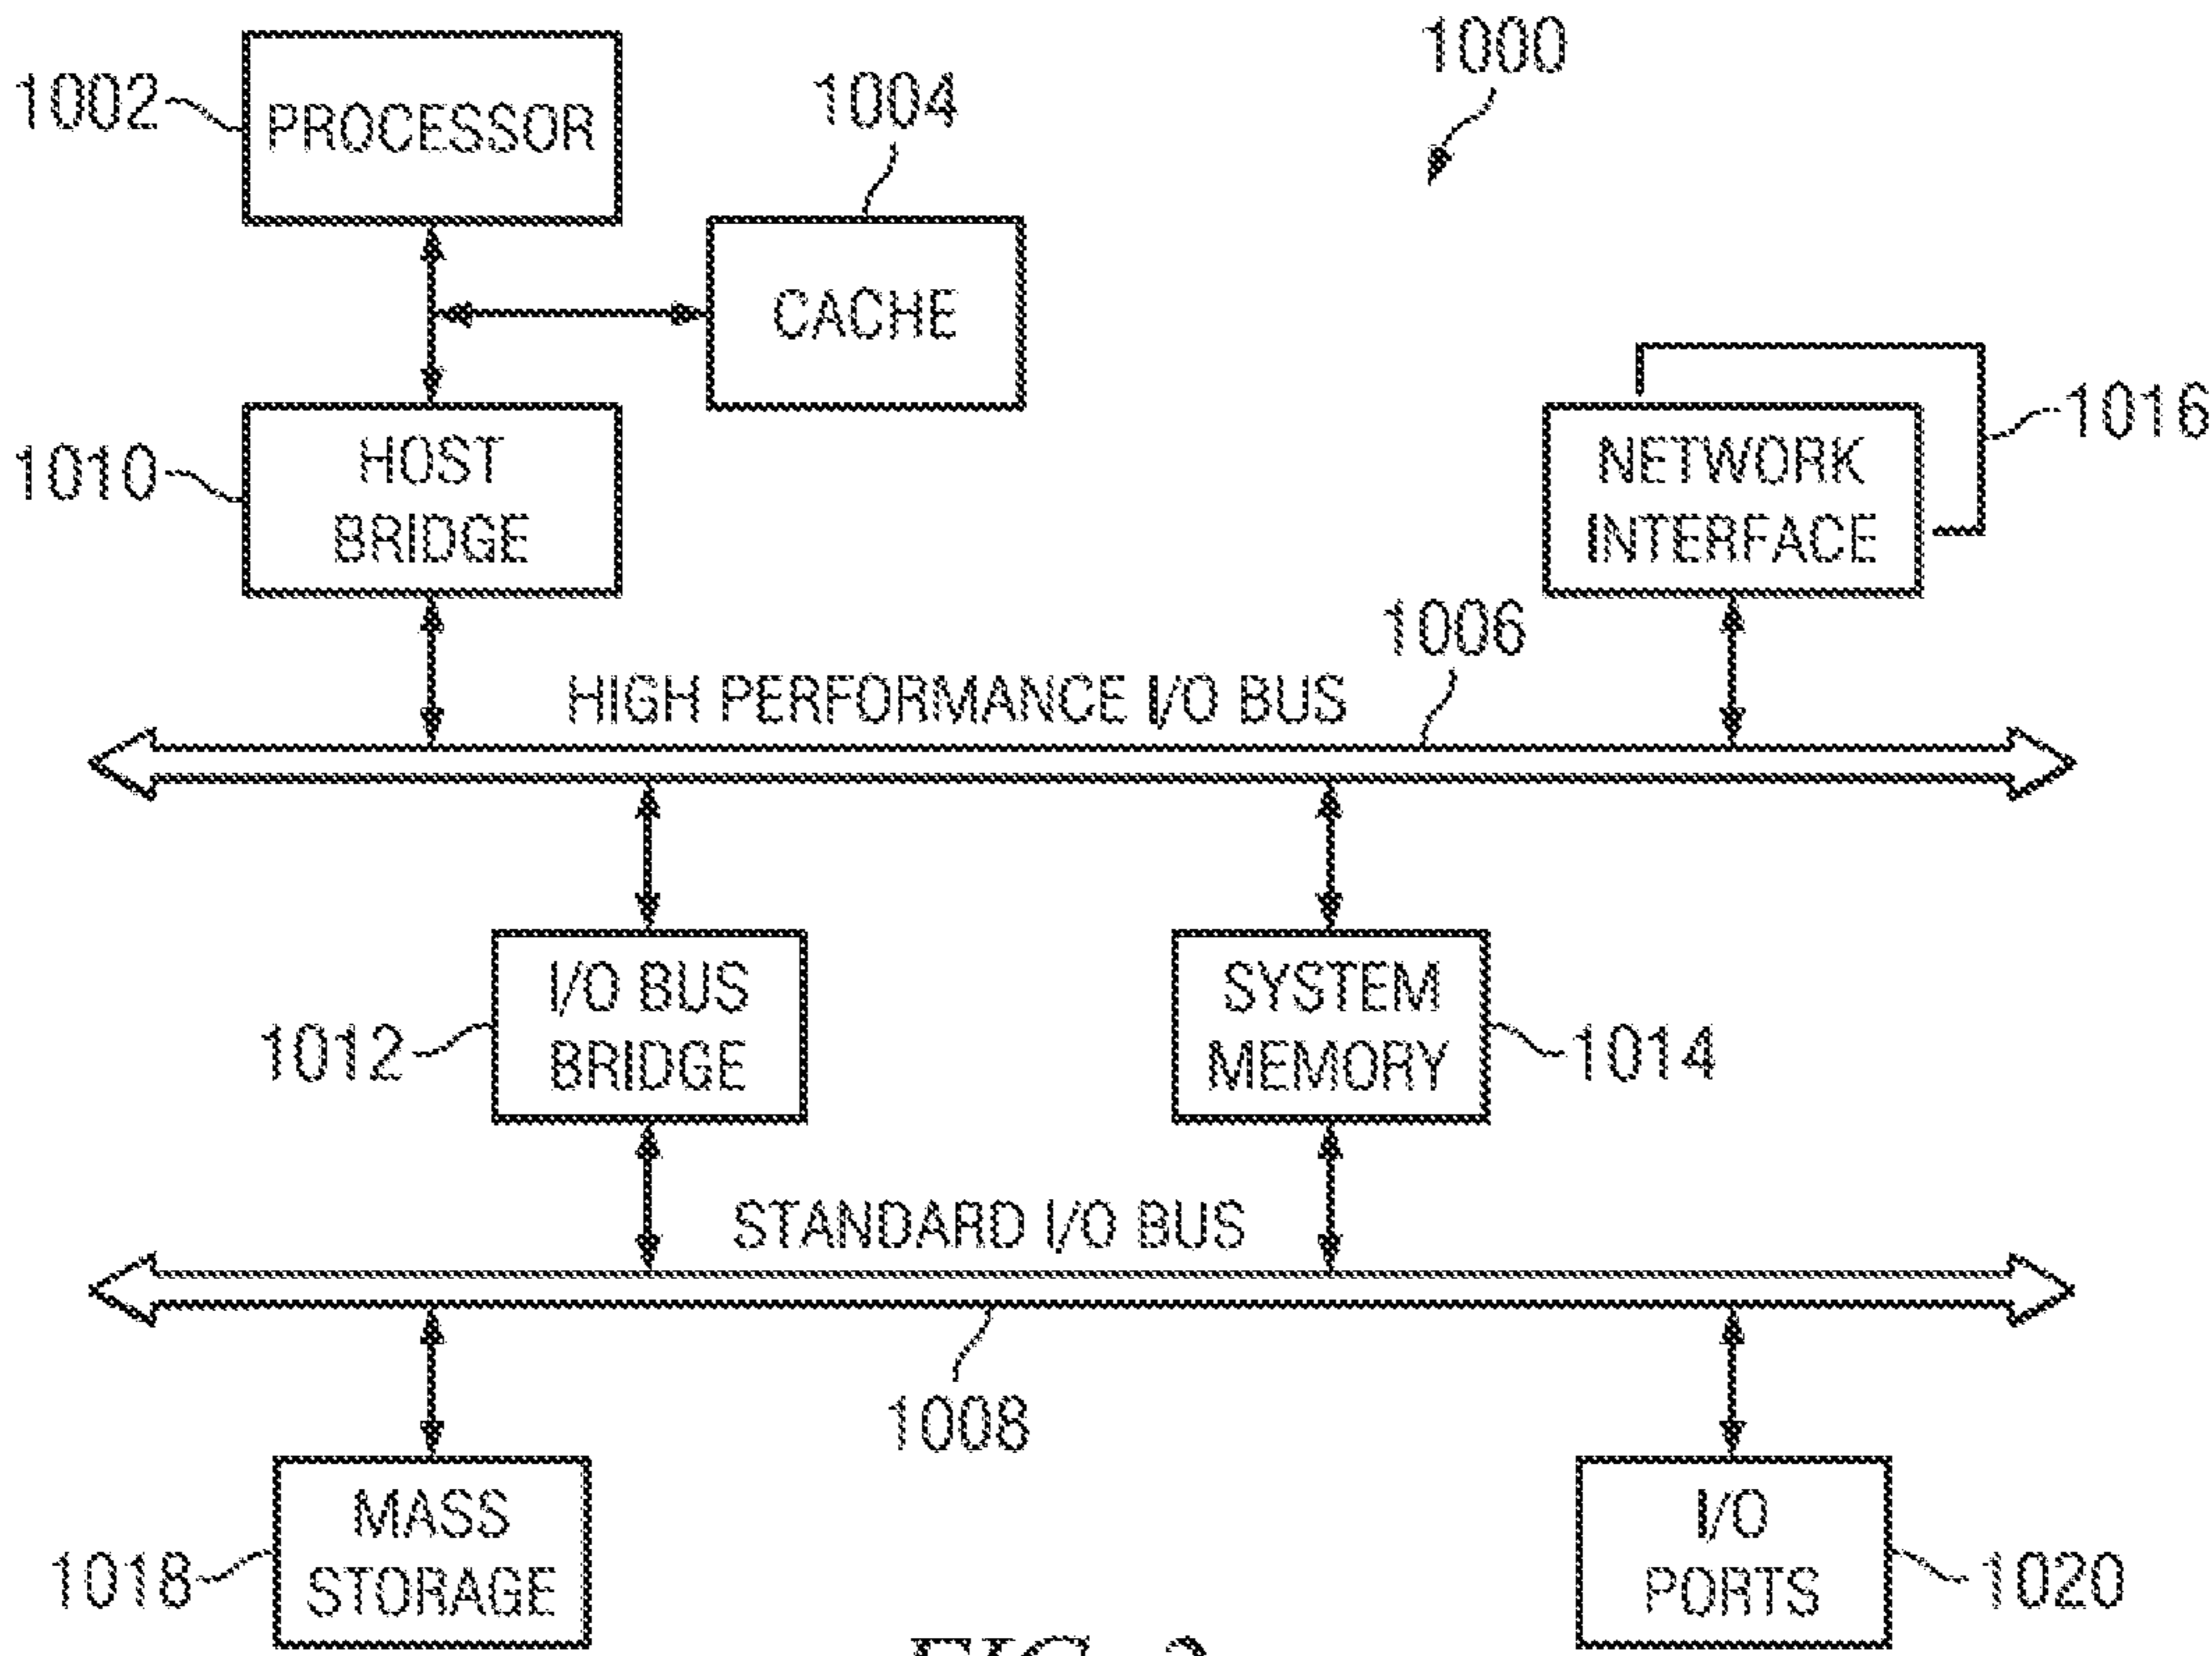 1000
1002
PROCESSOR
1004
CACHE
1010
HOST
BRIDGE
NETWORK
INTERFACE
1016
1006
HIGH PERFORMANCE I/O BUS
I/O BUS
BRIDGE
1012
SYSTEM
MEMORY
1014
STANDARD I/O BUS
1008
MASS
STORAGE
1018
I/O
PORTS
1020